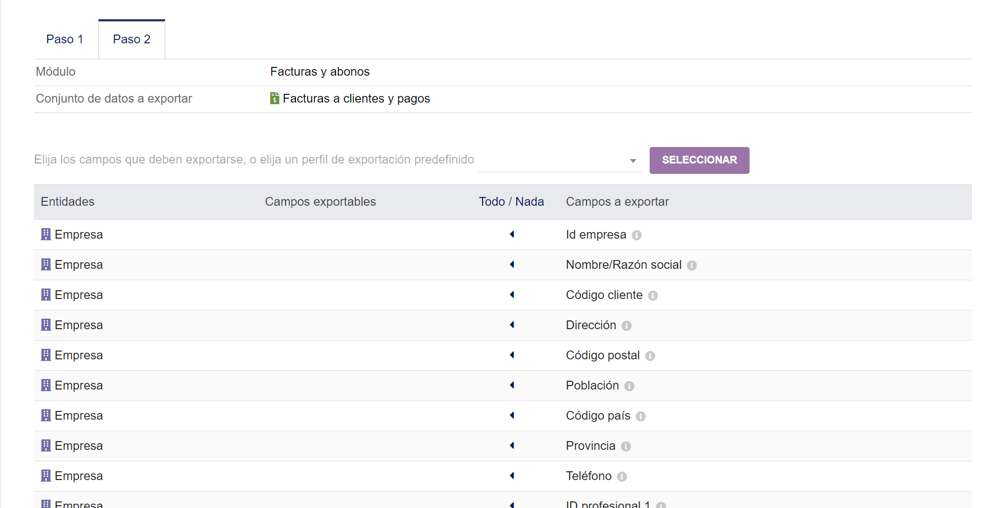 Paso 1 Paso 2
Módulo Facturas y abonos
Conjunto de datos a exportar Facturas a clientes y pagos
Elija los campos que deben exportarse, o elija un perfil de exportación predefinido SELECCIONAR
Entidades Campos exportables Todo / Nada Campos a exportar
Empresa Id empresa
Empresa Nombre/Razón social
Empresa Código cliente
Empresa Dirección
Empresa Código postal
Empresa Población
Empresa Código país
Empresa Provincia
Empresa Teléfono
Empresa ID profesional 1